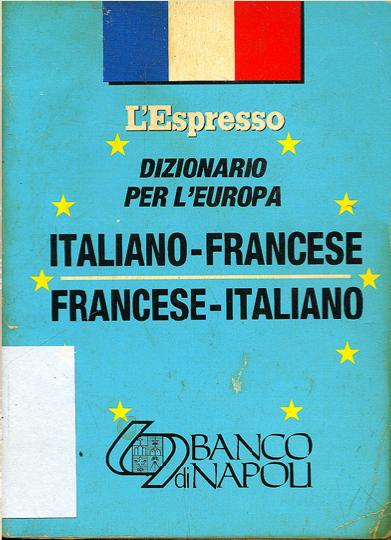 L'Espresso
DIZIONARIO
PER L'EUROPA
ITALIANO-FRANCESE
FRANCESE-ITALIANO
BANCO
di NAPOLI